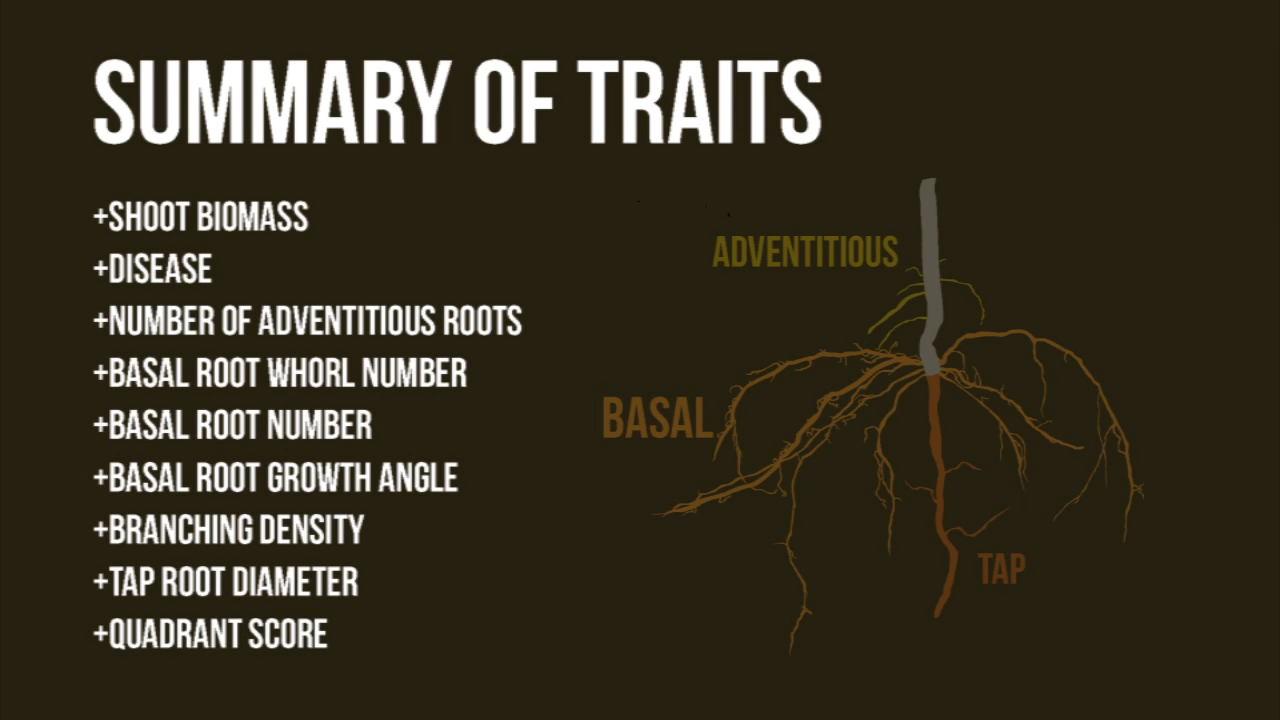 SUMMARY OF TRAITS
+SHOOT BIOMASS
+DISEASE
+NUMBER OF ADVENTITIOUS ROOTS
+BASAL ROOT WHORL NUMBER
+BASAL ROOT NUMBER
+BASAL ROOT GROWTH ANGLE
+BRANCHING DENSITY
+TAP ROOT DIAMETER
+QUADRANT SCORE
ADVENTITIOUS
BASAL
TAP